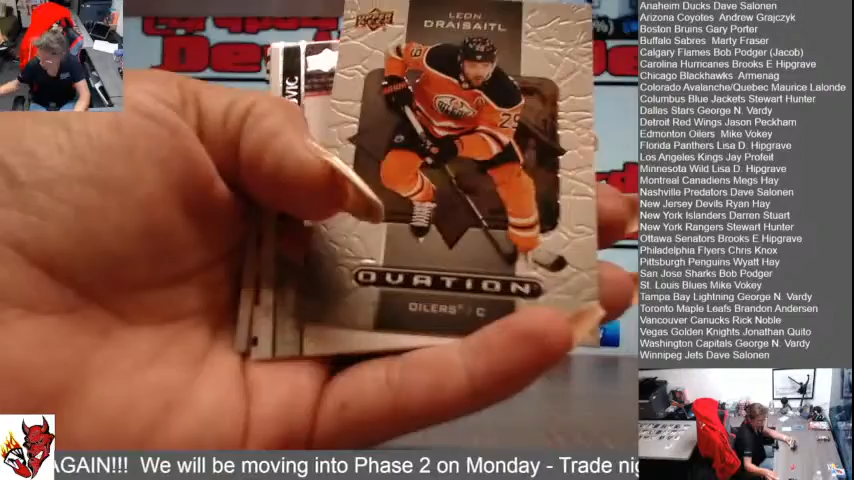 UPPER DECK
LEON
DRAISAITL
OVIC
29
OILERS
OVATION
OILERS / C
Anaheim Ducks Dave Salonen
Arizona Coyotes Andrew Grajczyk
Boston Bruins Gary Porter
Buffalo Sabres Marty Fraser
Calgary Flames Bob Podger (Jacob)
Carolina Hurricanes Brooks E Hipgrave
Chicago Blackhawks Armenag
Colorado Avalanche/Quebec Maurice Lalonde
Columbus Blue Jackets Stewart Hunter
Dallas Stars George N. Vardy
Detroit Red Wings Jason Peckham
Edmonton Oilers Mike Vokey
Florida Panthers Lisa D. Hipgrave
Los Angeles Kings Jay Profeit
Minnesota Wild Lisa D. Hipgrave
Montreal Canadiens Megs Hay
Nashville Predators Dave Salonen
New Jersey Devils Ryan Hay
New York Islanders Darren Stuart
New York Rangers Stewart Hunter
Ottawa Senators Brooks E Hipgrave
Philadelphia Flyers Chris Knox
Pittsburgh Penguins Wyatt Hay
San Jose Sharks Bob Podger
St. Louis Blues Mike Vokey
Tampa Bay Lightning George N. Vardy
Toronto Maple Leafs Brandon Andersen
Vancouver Canucks Rick Noble
Vegas Golden Knights Jonathan Quito
Washington Capitals George N. Vardy
Winnipeg Jets Dave Salonen
AGAIN!!! We will be moving into Phase 2 on Monday - Trade nig